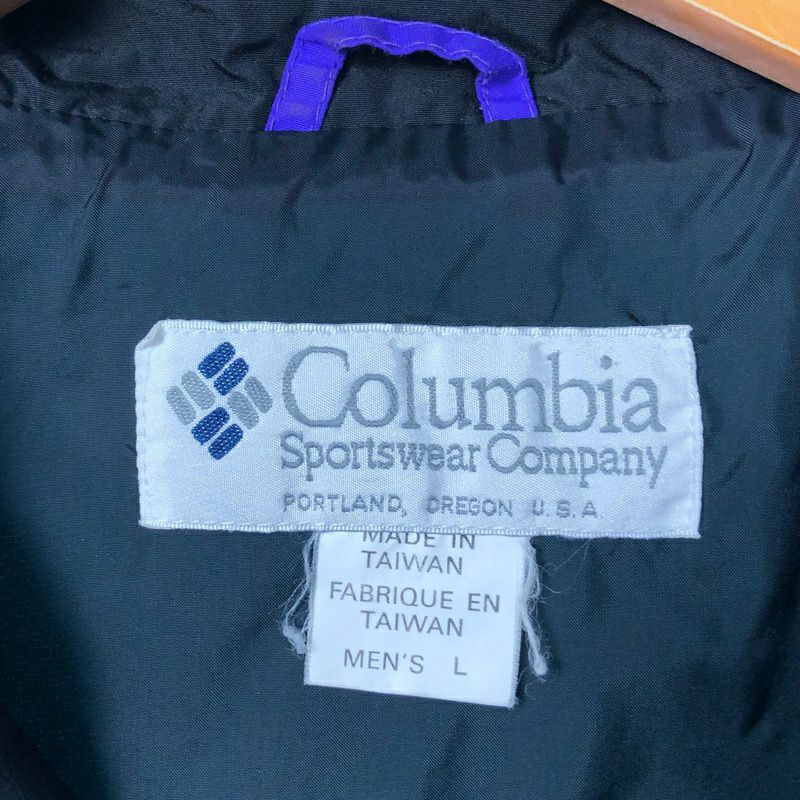 Columbia
Sportswear Company
PORTLAND, OREGON U.S.A.
MADE IN
TAIWAN
FABRIQUE EN
TAIWAN
MEN'S L